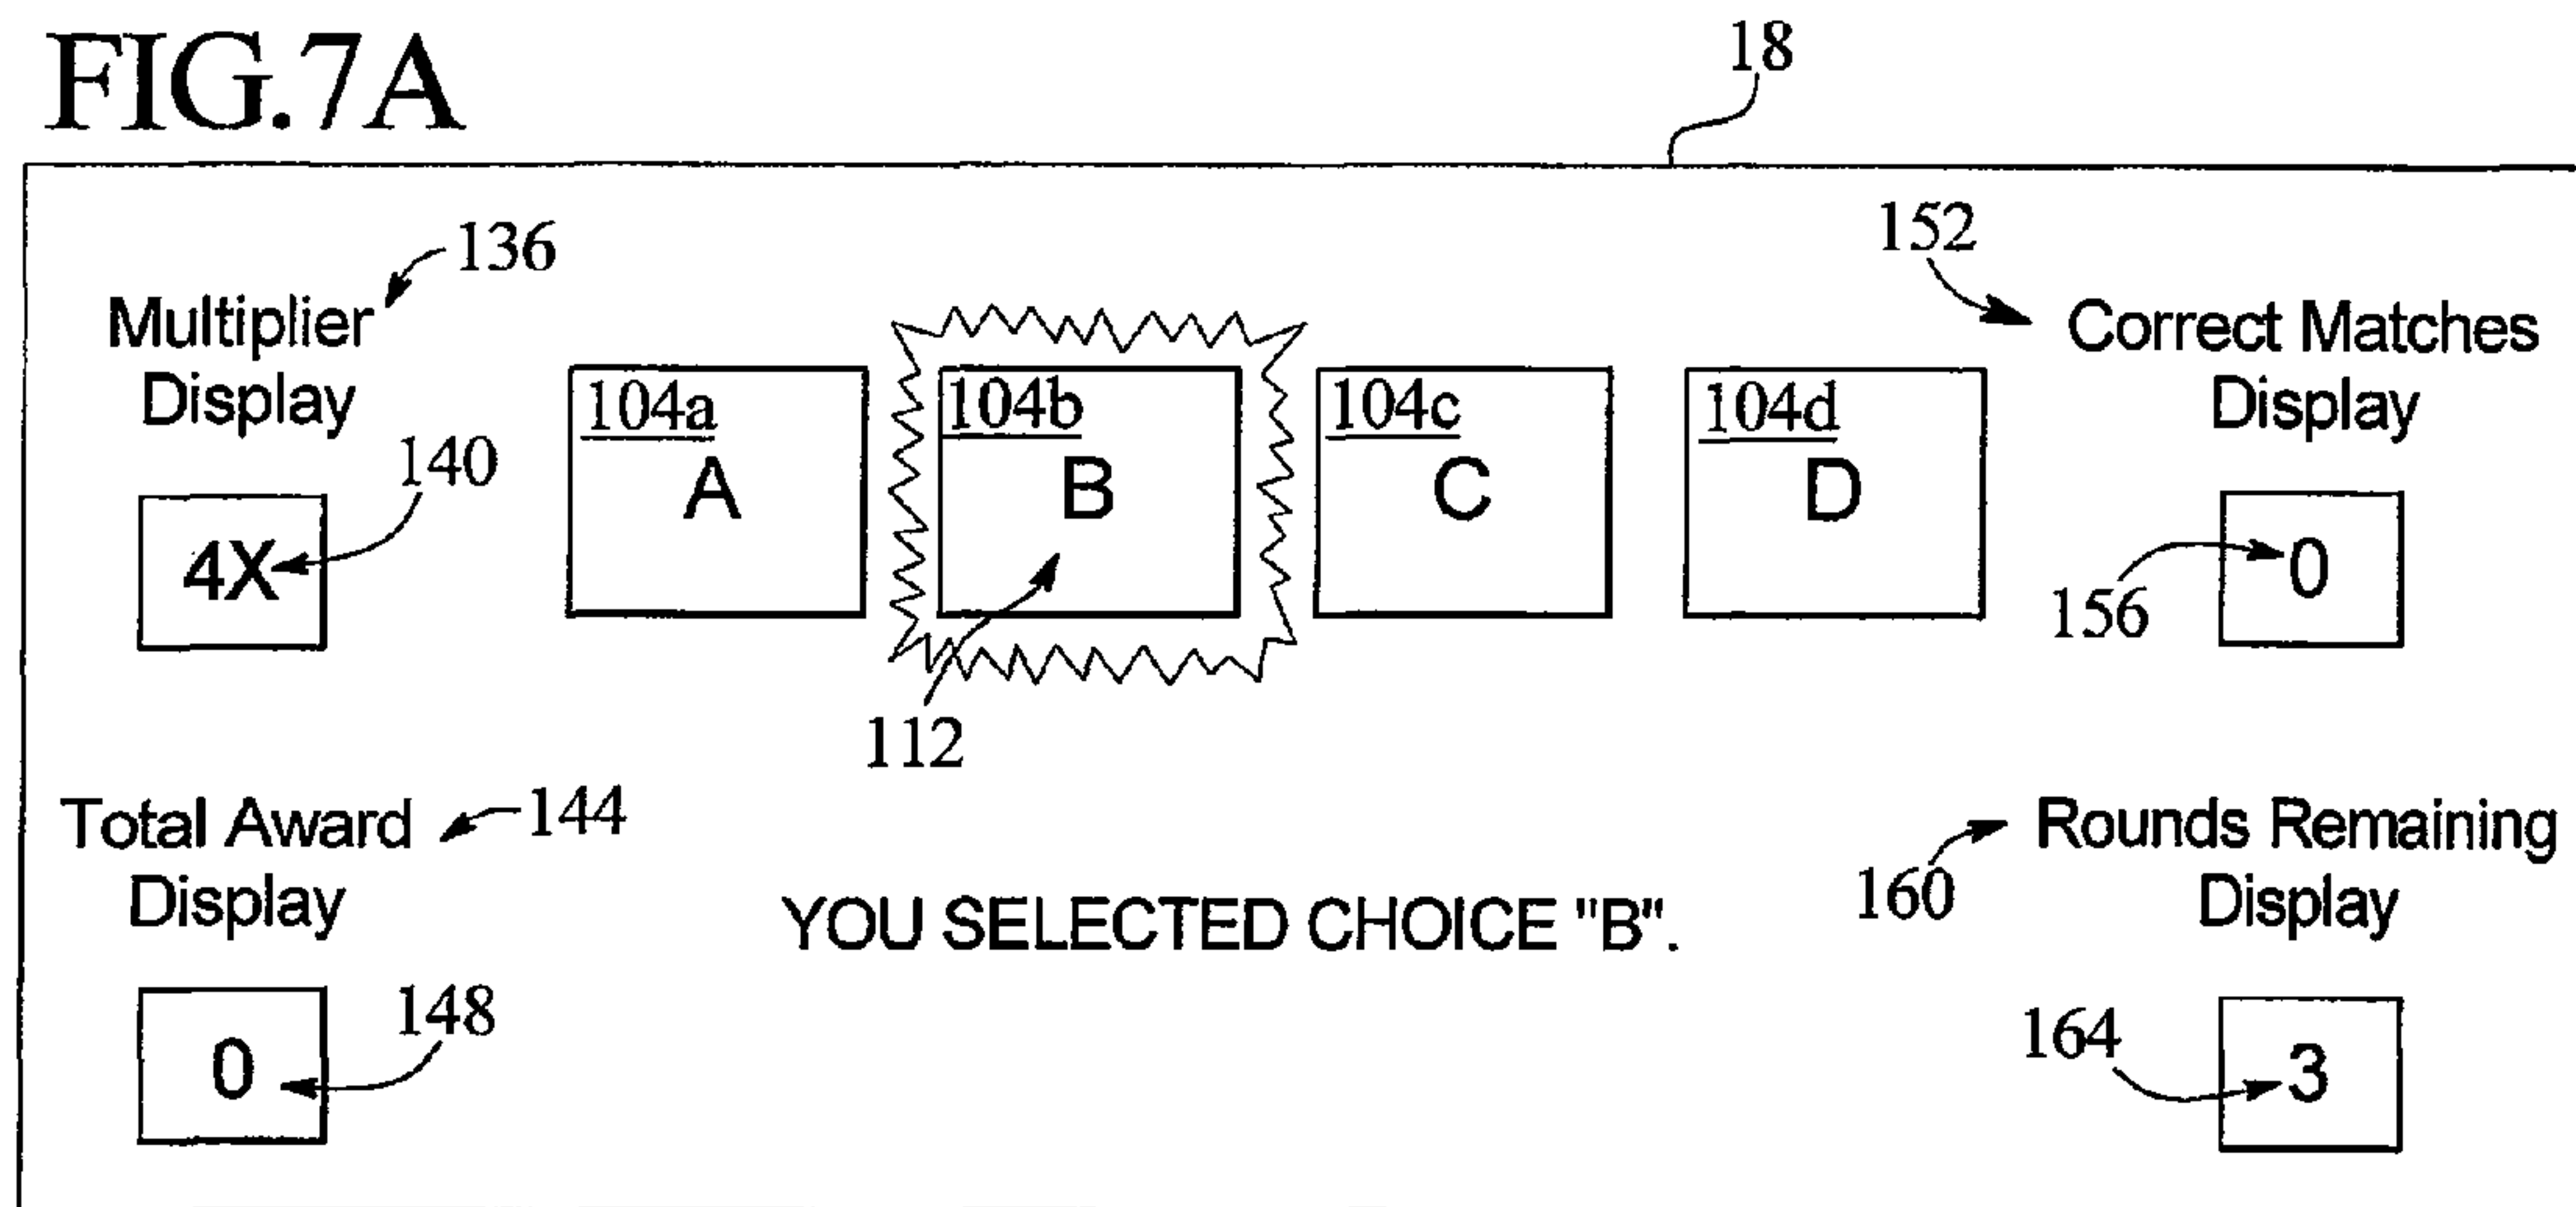 FIG.7A
18
136
152
Multiplier
Display
Correct Matches
Display
104a
104b
104c
104d
A
B
C
D
140
4X
156
0
112
Total Award
Display
144
160
Rounds Remaining
Display
YOU SELECTED CHOICE "B".
148
0
164
3